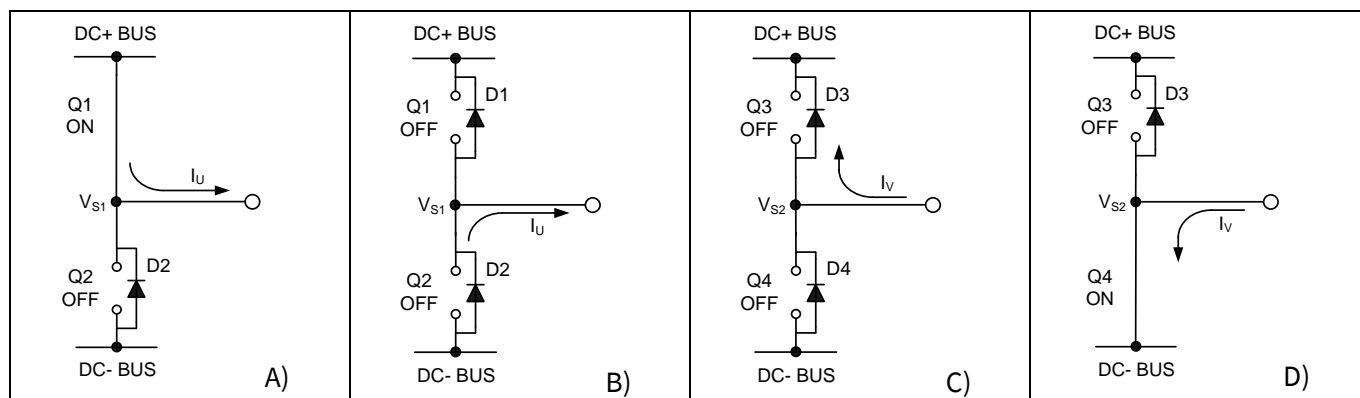 DC+ BUS
Q1
ON
I_U
V_S1
Q2
OFF
D2
DC- BUS
A)
DC+ BUS
D1
Q1
OFF
V_S1
I_U
D2
Q2
OFF
DC- BUS
B)
DC+ BUS
D3
Q3
OFF
I_V
V_S2
D4
Q4
OFF
DC- BUS
C)
DC+ BUS
D3
Q3
OFF
V_S2
I_V
Q4
ON
DC- BUS
D)